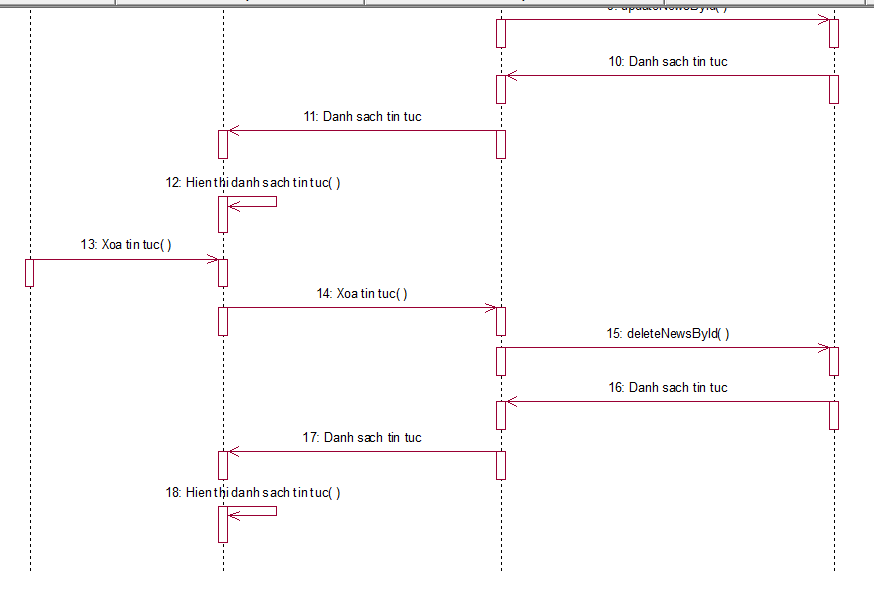 9: updateNewsById( )
10: Danh sach tin tuc
11: Danh sach tin tuc
12: Hien thi danh sach tin tuc( )
13: Xoa tin tuc( )
14: Xoa tin tuc( )
15: deleteNewsById( )
16: Danh sach tin tuc
17: Danh sach tin tuc
18: Hien thi danh sach tin tuc( )